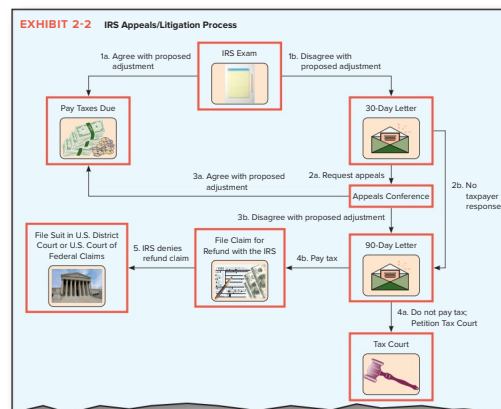 EXHIBIT 2-2 IRS Appeals/Litigation Process
IRS Exam
1a. Agree with proposed
adjustment
1b. Disagree with
proposed adjustment
Pay Taxes Due
30-Day Letter
3a. Agree with proposed
adjustment
2a. Request appeals
2b. No
taxpayer
response
Appeals Conference
3b. Disagree with proposed adjustment
File Suit in U.S. District
Court or U.S. Court of
Federal Claims
5. IRS denies
refund claim
File Claim for
Refund with the IRS
4b. Pay tax
90-Day Letter
4a. Do not pay tax;
Petition Tax Court
Tax Court